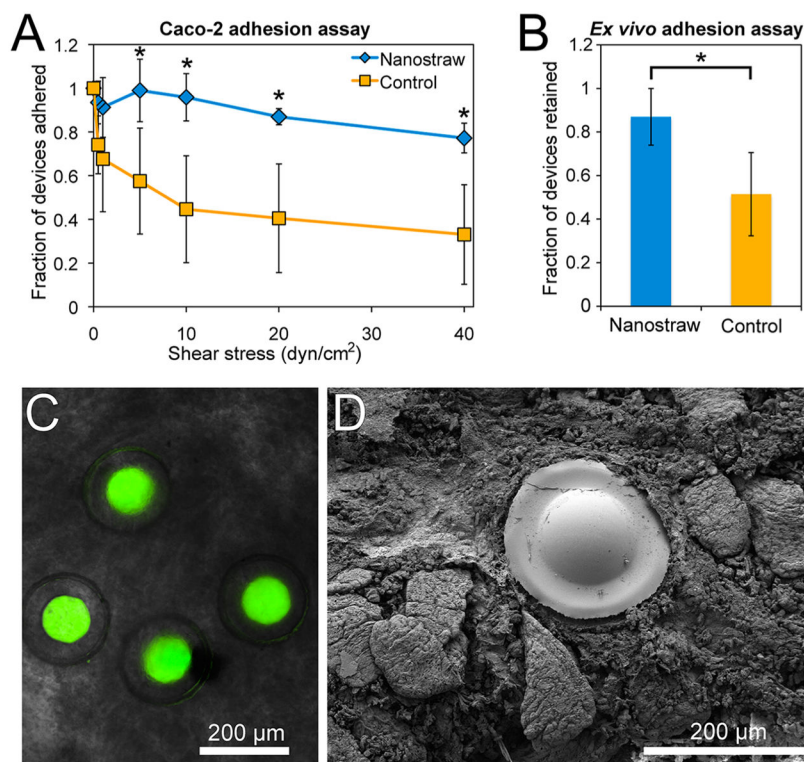 A
Caco-2 adhesion assay
Fraction of devices adhered
1.2
1
0.8
0.6
0.4
0.2
0
Nanostraw
Control
*
*
*
*
0
10
20
30
40
Shear stress (dyn/cm²)
B
Ex vivo adhesion assay
Fraction of devices retained
1.2
1
0.8
0.6
0.4
0.2
0
*
Nanostraw
Control
C
200 µm
D
200 µm